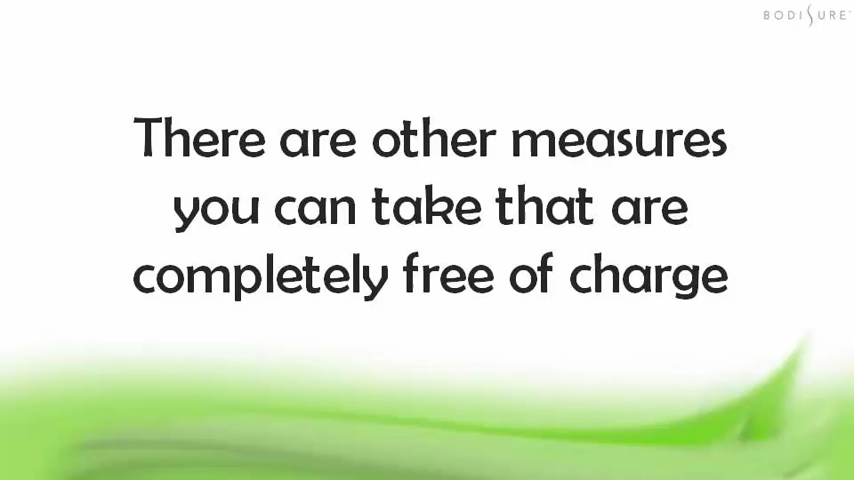 BODISURE
There are other measures
you can take that are
completely free of charge